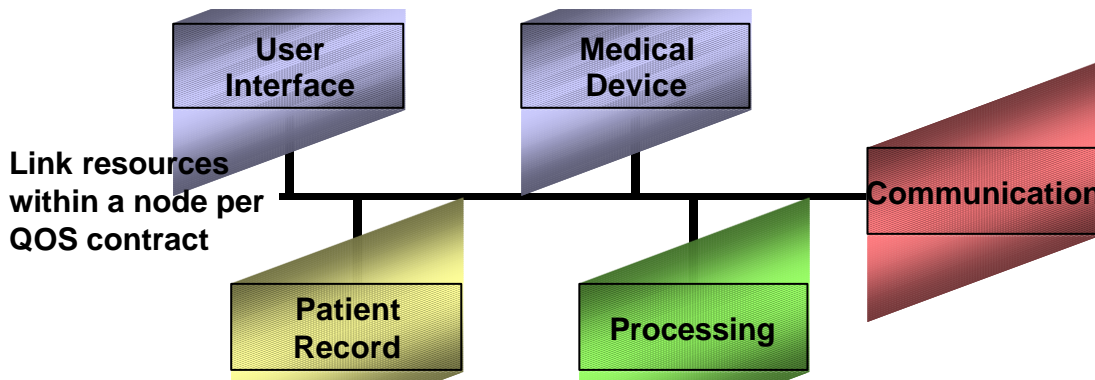 User
Interface
Medical
Device
Link resources
within a node per
QOS contract
Communication
Patient
Record
Processing